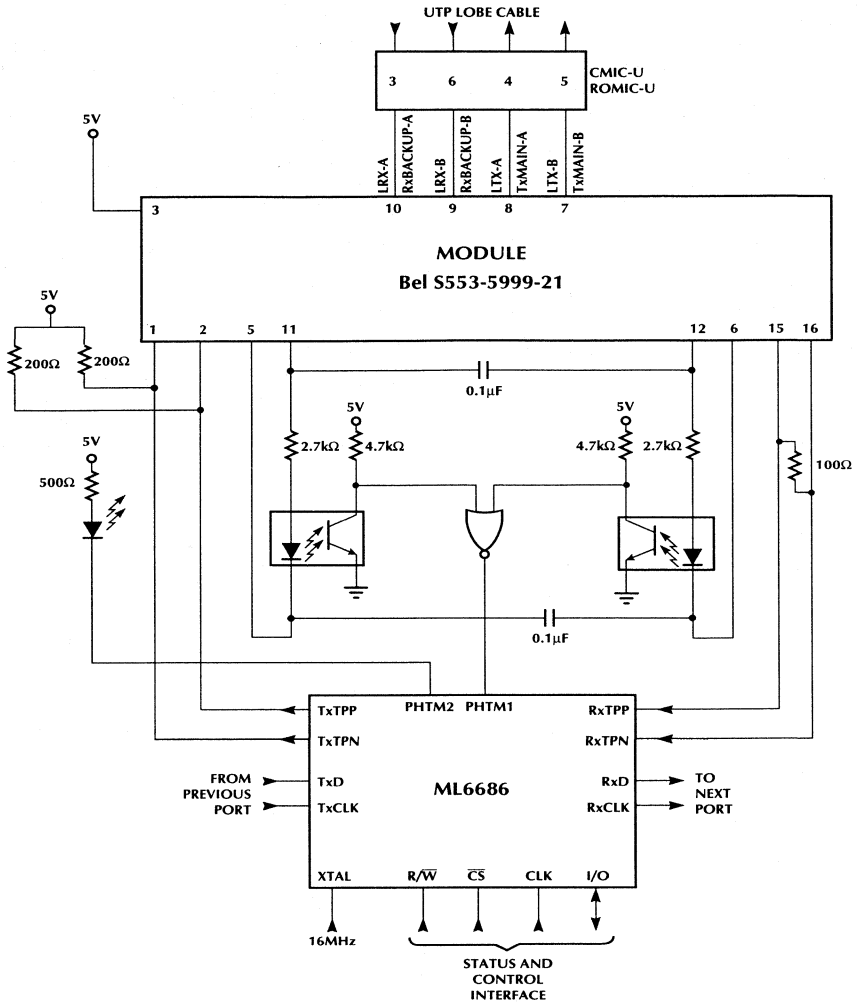 UTP LOBE CABLE
3 6 4 5
CMIC-U
ROMIC-U
LRX-A
RxBACKUP-A
LRX-B
RxBACKUP-B
LTX-A
TxMAIN-A
LTX-B
TxMAIN-B
5V
3 10 9 8 7
MODULE
Bel S553-5999-21
1 2 5 11 12 6 15 16
5V
200Ω 200Ω
0.1µF
5V
500Ω
2.7kΩ
5V
4.7kΩ
5V
4.7kΩ
2.7kΩ
100Ω
0.1µF
TxTPP PHTM2 PHTM1 RxTPP
TxTPN RxTPN
FROM
PREVIOUS
PORT
TxD
TxCLK
ML6686
RxD
RxCLK
TO
NEXT
PORT
XTAL R/W̅ C̅S̅ CLK I/O
16MHz
STATUS AND
CONTROL
INTERFACE